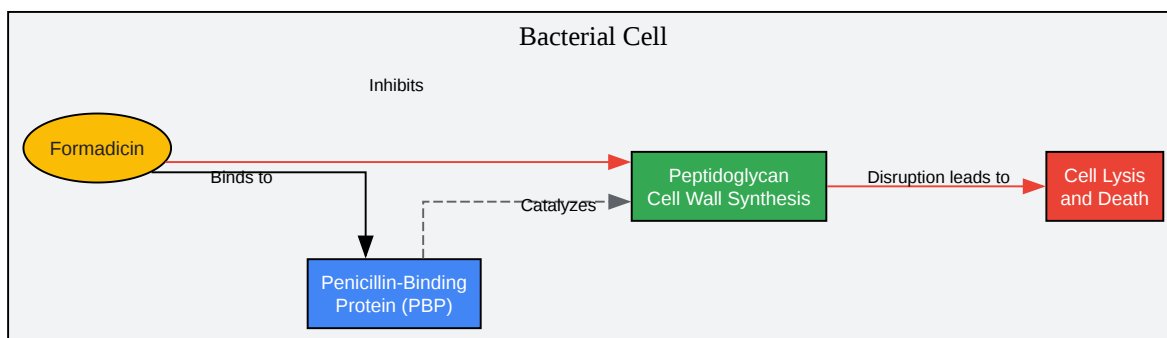 Bacterial Cell
Inhibits
Formadicin
Binds to
Catalyzes
Peptidoglycan
Cell Wall Synthesis
Disruption leads to
Cell Lysis
and Death
Penicillin-Binding
Protein (PBP)